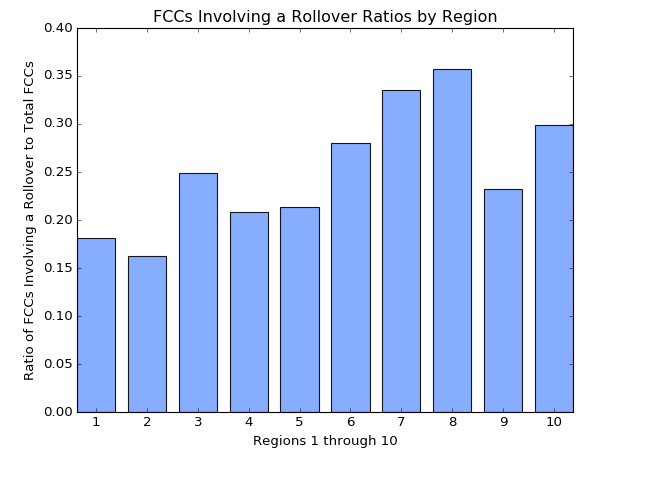 FCCs Involving a Rollover Ratios by Region
Ratio of FCCs Involving a Rollover to Total FCCs
0.40
0.35
0.30
0.25
0.20
0.15
0.10
0.05
0.00
1 2 3 4 5 6 7 8 9 10
Regions 1 through 10